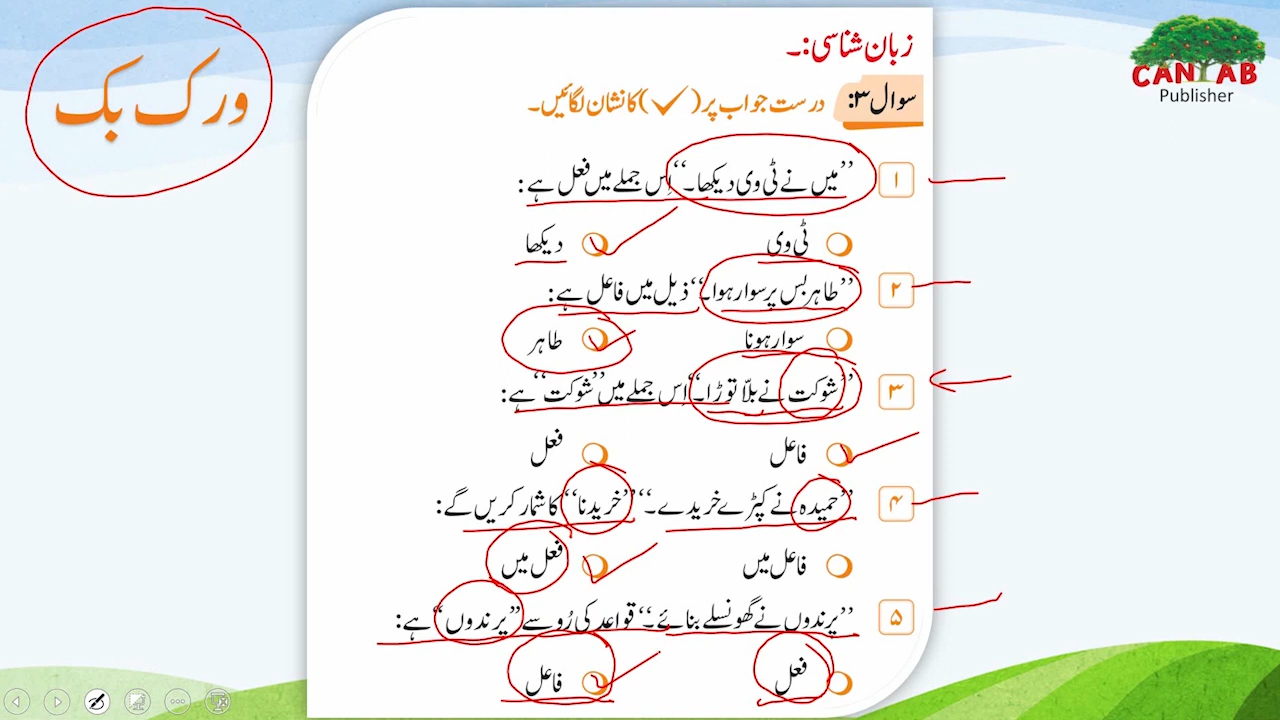 ورک بک
CANTAB
Publisher
زبان شناسی:۔
سوال ۳: درست جواب پر (✓) کا نشان لگائیں۔
۱ ”میں نے ٹی وی دیکھا۔“ اِس جملے میں فعل ہے:
ٹی وی دیکھا
۲ ”طاہر بس پر سوار ہوا۔“ ذیل میں فاعل ہے:
سوار ہونا طاہر
۳ ”شوکت نے بلّا توڑا۔“ اِس جملے میں ”شوکت“ ہے:
فاعل فعل
۴ ”حمیدہ نے کپڑے خریدے۔“ ”خریدنا“ کا شمار کریں گے:
فاعل میں فعل میں
۵ ”پرندوں نے گھونسلے بنائے۔“ قواعد کی رُو سے ”پرندوں“ ہے:
فعل فاعل